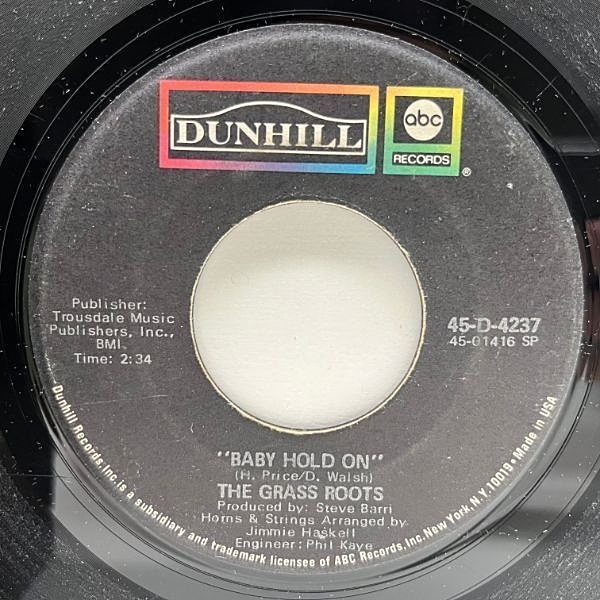 DUNHILL
abc
RECORDS
®
Publisher:
Trousdale Music
Publishers, Inc.,
BMI
Time: 2:34
45-D-4237
45-01416 SP
"BABY HOLD ON"
(H. Price/D. Walsh)
THE GRASS ROOTS
Produced by: Steve Barri
Horns & Strings Arranged by
Jimmie Haskell
Engineer: Phil Kaye
Dunhill Records, Inc. is a subsidiary and trademark licensee of ABC Records, Inc. New York, N.Y. 10019 • Made in USA